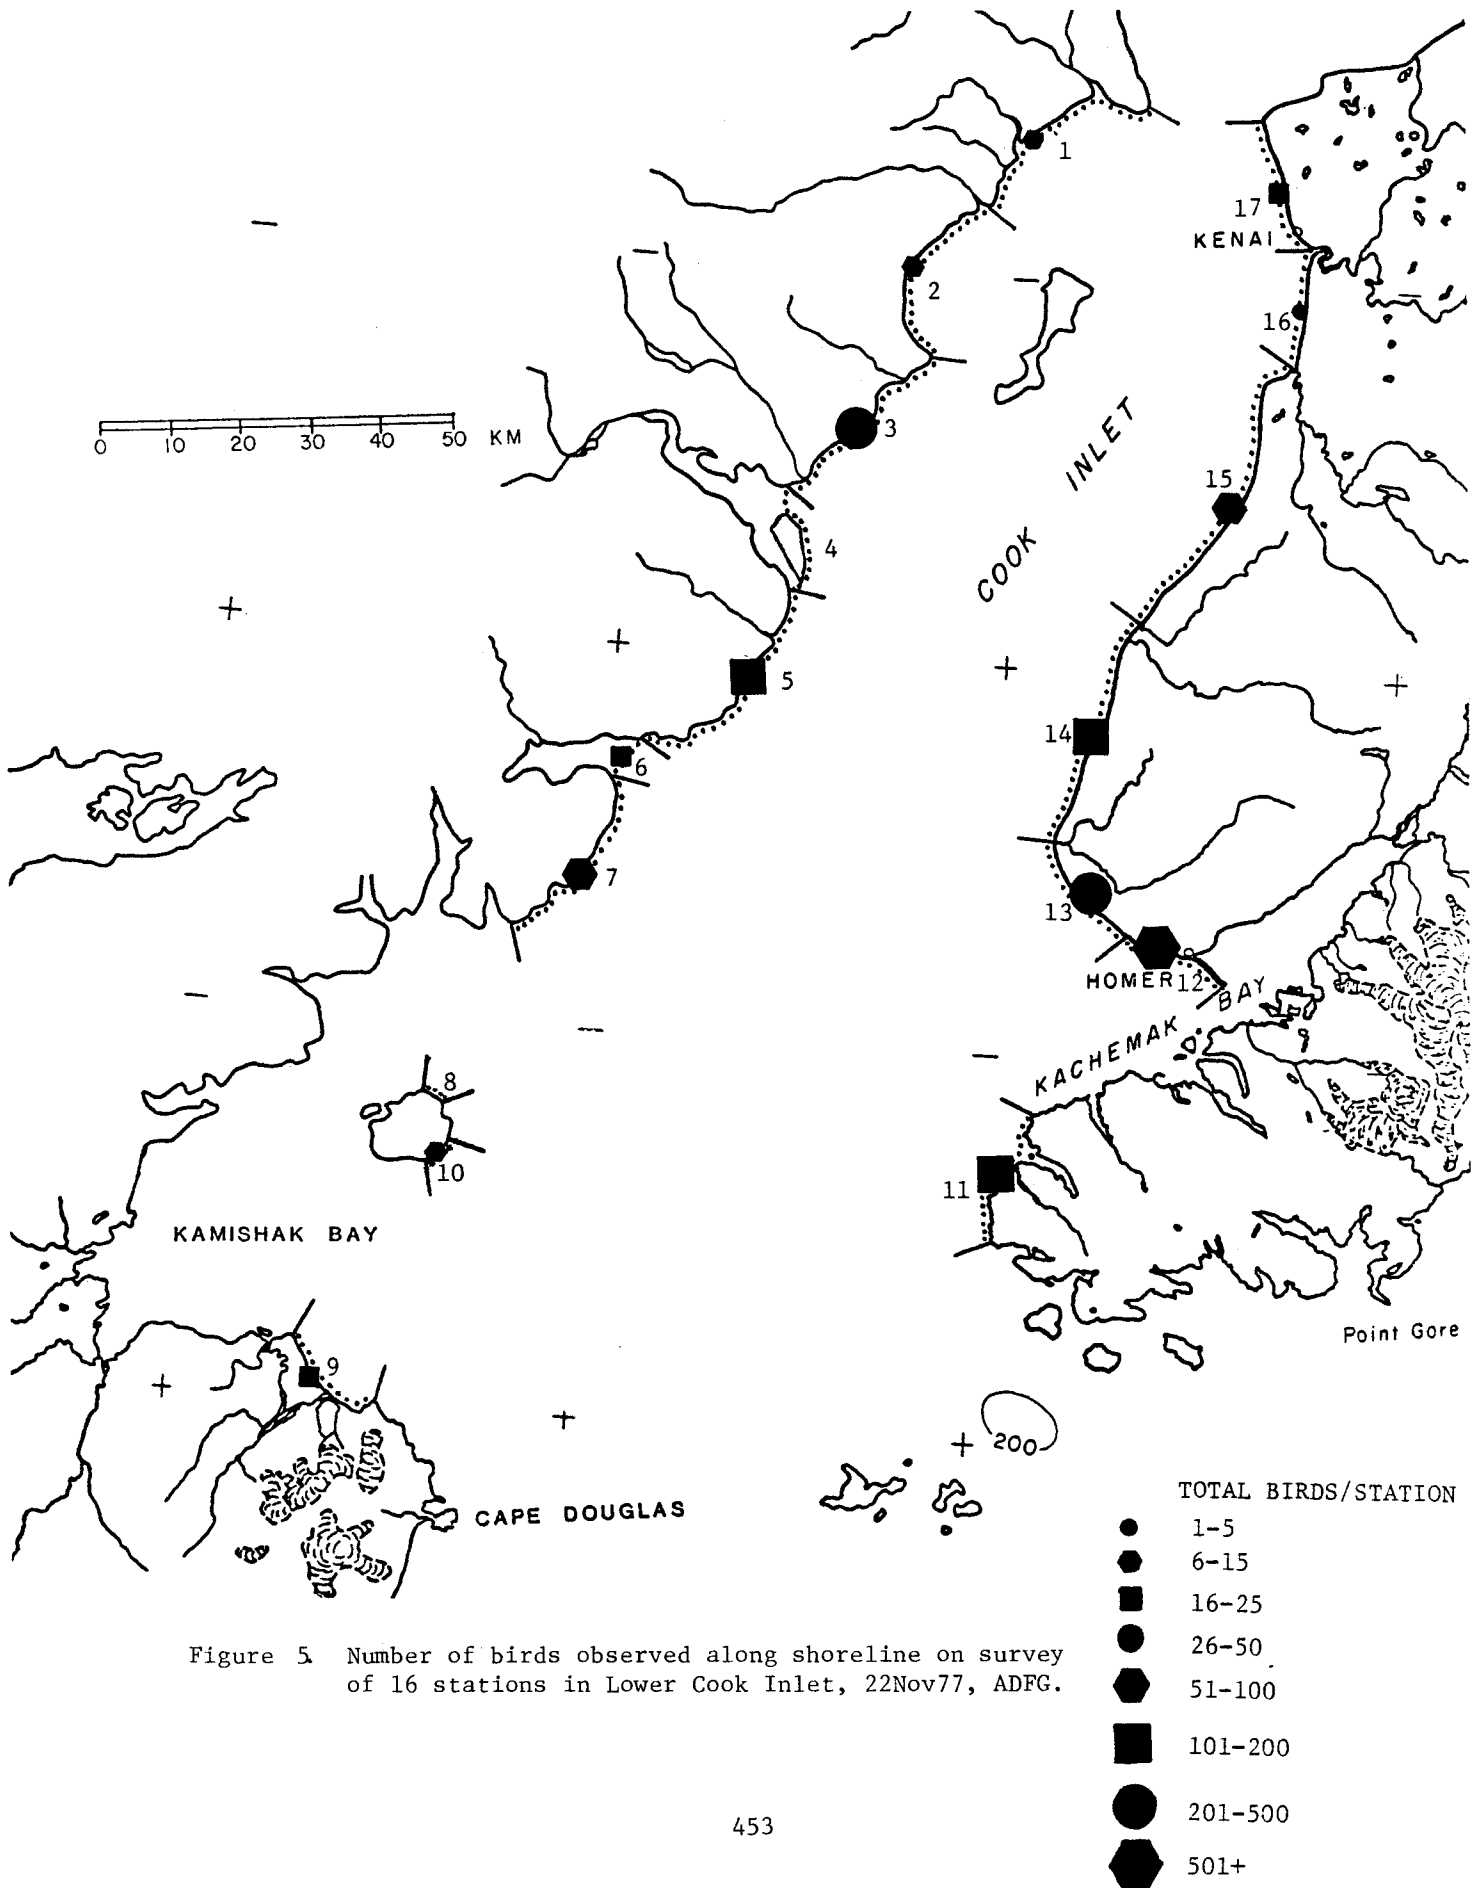 1
17
KENAI
2
16
0 10 20 30 40 50 KM
3
COOK INLET
15
4
5
14
6
7
13
HOMER
12
KACHEMAK BAY
8
10
11
KAMISHAK BAY
Point Gore
9
200
CAPE DOUGLAS
TOTAL BIRDS/STATION
1-5
6-15
16-25
26-50
51-100
101-200
201-500
501+
Figure 5. Number of birds observed along shoreline on survey
of 16 stations in Lower Cook Inlet, 22Nov77, ADFG.
453